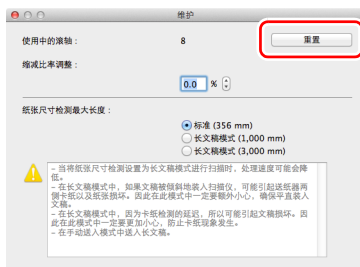 维护
使用中的滚轴： 8 重置
缩减比率调整：
0.0 %
纸张尺寸检测最大长度：
标准 (356 mm)
长文稿模式 (1,000 mm)
长文稿模式 (3,000 mm)
- 当将纸张尺寸检测设置为长文稿模式进行扫描时，处理速度可能会降
低。
- 在长文稿模式中，如果文稿被倾斜地装入扫描仪，可能引起送纸器两
侧卡纸以及纸张损坏。因此在此模式中一定要额外小心，确保平直装入
文稿。
- 在长文稿模式中，因为卡纸检测的延迟，所以可能引起文稿损坏。因
此在此模式中一定要更加小心，防止卡纸现象发生。
- 在手动送入模式中送入长文稿。